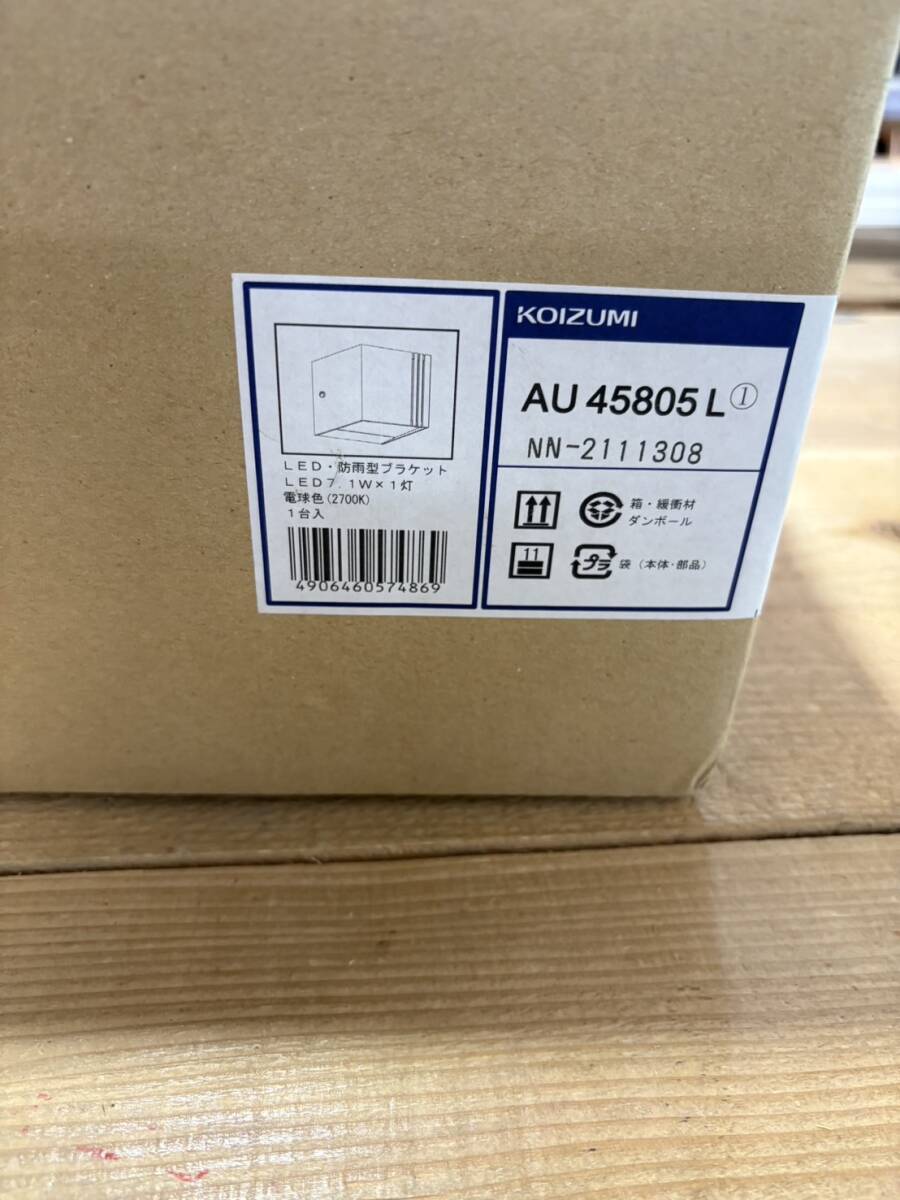 LED・防雨型ブラケット
LED7.1W×1灯
電球色(2700K)
1台入
4906460574869
KOIZUMI
AU 45805 L①
NN-2111308
箱・緩衝材
ダンボール
11
プラ
袋(本体・部品)